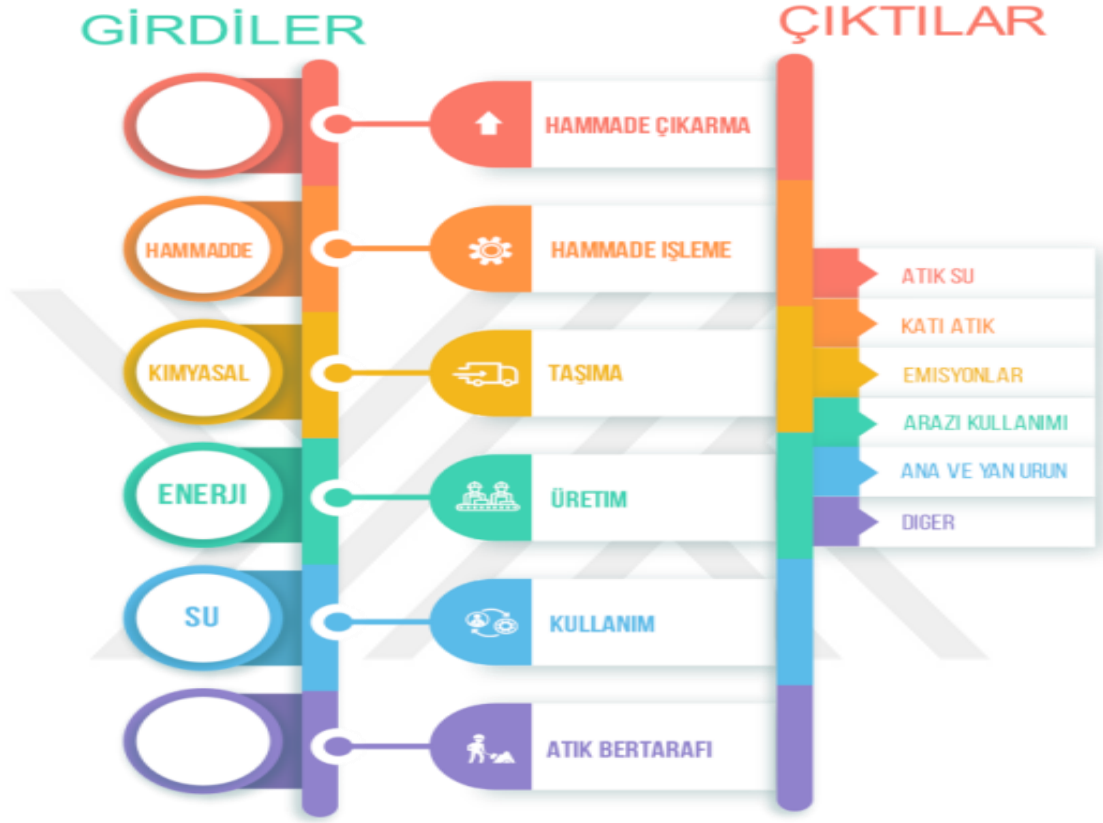 GİRDİLER
ÇIKTILAR
HAMMADE ÇIKARMA
HAMMADDE
HAMMADE IŞLEME
KIMYASAL
TAŞIMA
ENERJI
ÜRETIM
SU
KULLANIM
ATIK BERTARAFI
ATIK SU
KATI ATIK
EMISYONLAR
ARAZI KULLANIMI
ANA VE YAN URUN
DIGER